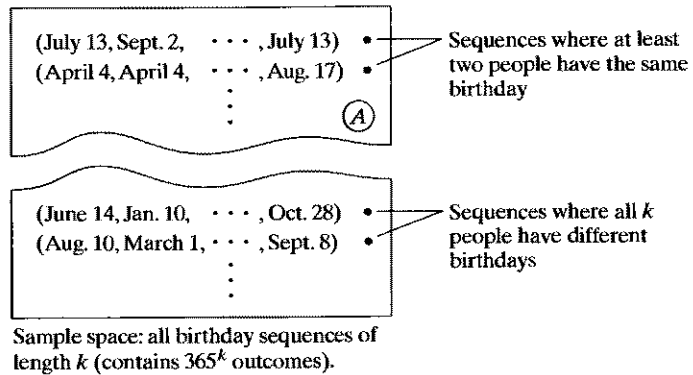 (July 13, Sept. 2, · · · , July 13)
(April 4, April 4, · · · , Aug. 17)
A
Sequences where at least
two people have the same
birthday
(June 14, Jan. 10, · · · , Oct. 28)
(Aug. 10, March 1, · · · , Sept. 8)
Sequences where all k
people have different
birthdays
Sample space: all birthday sequences of
length k (contains 365^k outcomes).